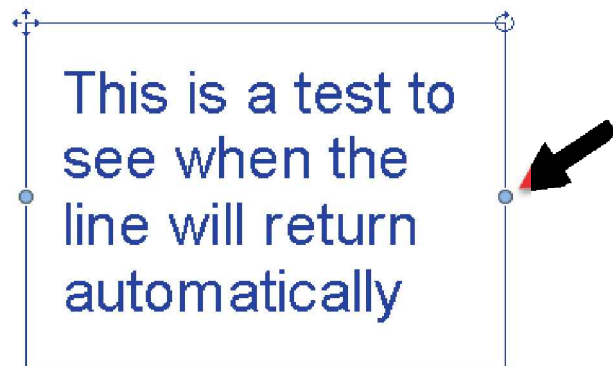 This is a test to
see when the
line will return
automatically